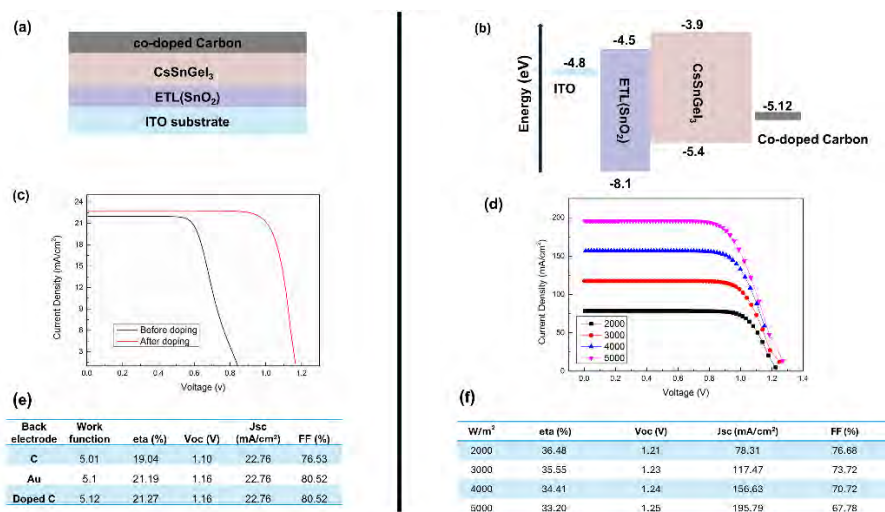 (a)
co-doped Carbon
CsSnGeI₃
ETL(SnO₂)
ITO substrate
(b)
Energy (eV)
-4.8
ITO
-4.5
ETL(SnO₂)
-8.1
-3.9
CsSnGeI₃
-5.4
-5.12
Co-doped Carbon
(c)
Current Density (mA/cm²)
24
21
18
15
12
9
6
3
Before doping
After doping
0.0 0.2 0.4 0.6 0.8 1.0 1.2
Voltage (v)
(d)
Current Density (mA/cm²)
200
150
100
50
0
2000
3000
4000
5000
0.0 0.2 0.4 0.6 0.8 1.0 1.2 1.4
Voltage (V)
(e)
Back electrode Work function eta (%) Voc (V) Jsc (mA/cm²) FF (%)
C 5.01 19.04 1.10 22.76 76.53
Au 5.1 21.19 1.16 22.76 80.52
Doped C 5.12 21.27 1.16 22.76 80.52
(f)
W/m² eta (%) Voc (V) Jsc (mA/cm²) FF (%)
2000 36.48 1.21 78.31 76.68
3000 35.55 1.23 117.47 73.72
4000 34.41 1.24 156.63 70.72
5000 33.20 1.25 195.79 67.78